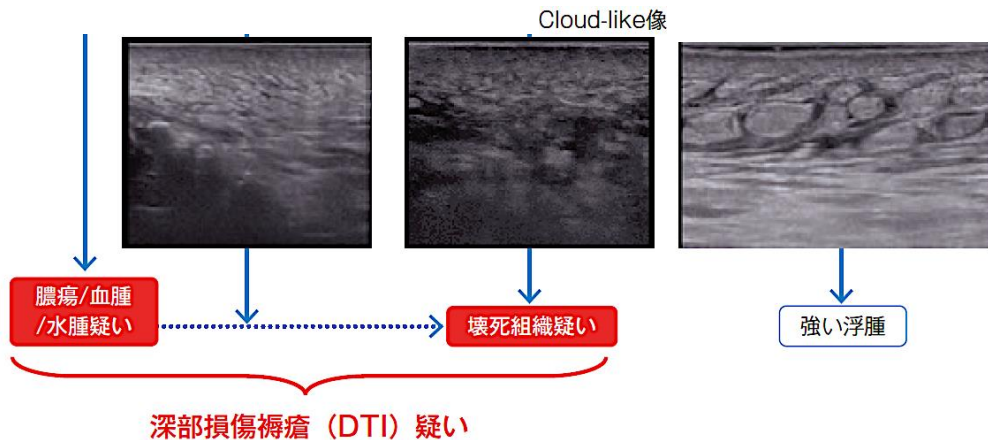 Cloud-like像
膿瘍/血腫
/水腫疑い
壊死組織疑い
強い浮腫
深部損傷褥瘡（DTI）疑い